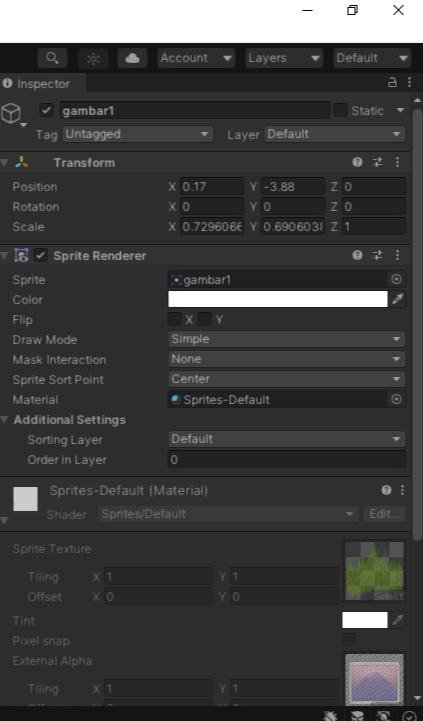 Account Layers Default
Inspector
gambar1 Static
Tag Untagged Layer Default
Transform
Position X 0.17 Y -3.88 Z 0
Rotation X 0 Y 0 Z 0
Scale X 0.7296066 Y 0.6906038 Z 1
Sprite Renderer
Sprite gambar1
Color
Flip X Y
Draw Mode Simple
Mask Interaction None
Sprite Sort Point Center
Material Sprites-Default
Additional Settings
Sorting Layer Default
Order in Layer 0
Sprites-Default (Material)
Shader Sprites/Default Edit...
Sprite Texture
Tiling X 1 Y 1
Offset X 0 Y 0
Select
Tint
Pixel snap
External Alpha
Tiling X 1 Y 1